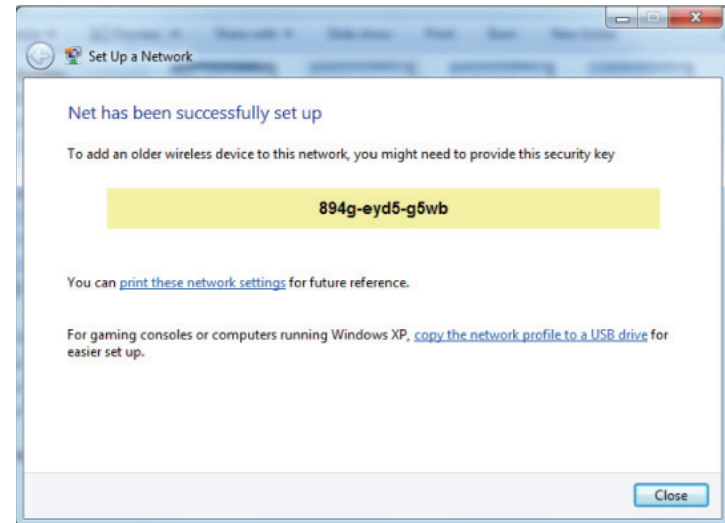 Set Up a Network
Net has been successfully set up
To add an older wireless device to this network, you might need to provide this security key
894g-eyd5-g5wb
You can print these network settings for future reference.
For gaming consoles or computers running Windows XP, copy the network profile to a USB drive for
easier set up.
Close